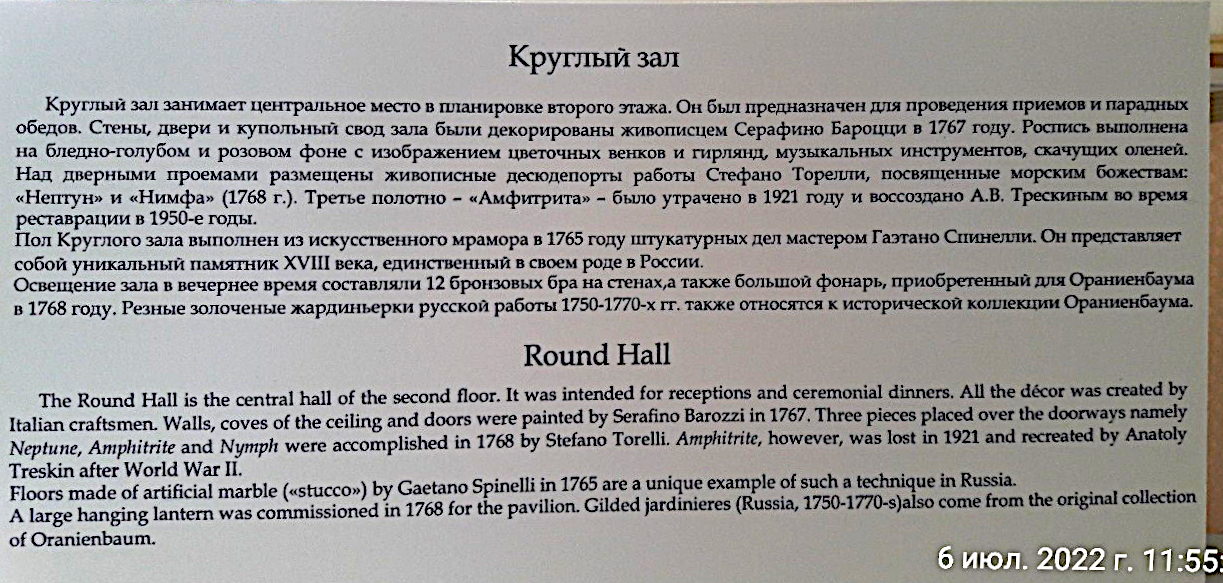 Круглый зал
Круглый зал занимает центральное место в планировке второго этажа. Он был предназначен для проведения приемов и парадных
обедов. Стены, двери и купольный свод зала были декорированы живописцем Серафино Бароцци в 1767 году. Роспись выполнена
на бледно-голубом и розовом фоне с изображением цветочных венков и гирлянд, музыкальных инструментов, скачущих оленей.
Над дверными проемами размещены живописные десюдепорты работы Стефано Торелли, посвященные морским божествам:
«Нептун» и «Нимфа» (1768 г.). Третье полотно – «Амфитрита» – было утрачено в 1921 году и воссоздано А.В. Трескиным во время
реставрации в 1950-е годы.
Пол Круглого зала выполнен из искусственного мрамора в 1765 году штукатурных дел мастером Гаэтано Спинелли. Он представляет
собой уникальный памятник XVIII века, единственный в своем роде в России.
Освещение зала в вечернее время составляли 12 бронзовых бра на стенах,а также большой фонарь, приобретенный для Ораниенбаума
в 1768 году. Резные золоченые жардиньерки русской работы 1750-1770-х гг. также относятся к исторической коллекции Ораниенбаума.
Round Hall
The Round Hall is the central hall of the second floor. It was intended for receptions and ceremonial dinners. All the décor was created by
Italian craftsmen. Walls, coves of the ceiling and doors were painted by Serafino Barozzi in 1767. Three pieces placed over the doorways namely
Neptune, Amphitrite and Nymph were accomplished in 1768 by Stefano Torelli. Amphitrite, however, was lost in 1921 and recreated by Anatoly
Treskin after World War II.
Floors made of artificial marble («stucco») by Gaetano Spinelli in 1765 are a unique example of such a technique in Russia.
A large hanging lantern was commissioned in 1768 for the pavilion. Gilded jardinieres (Russia, 1750-1770-s)also come from the original collection
of Oranienbaum.
6 июл. 2022 г. 11:55: